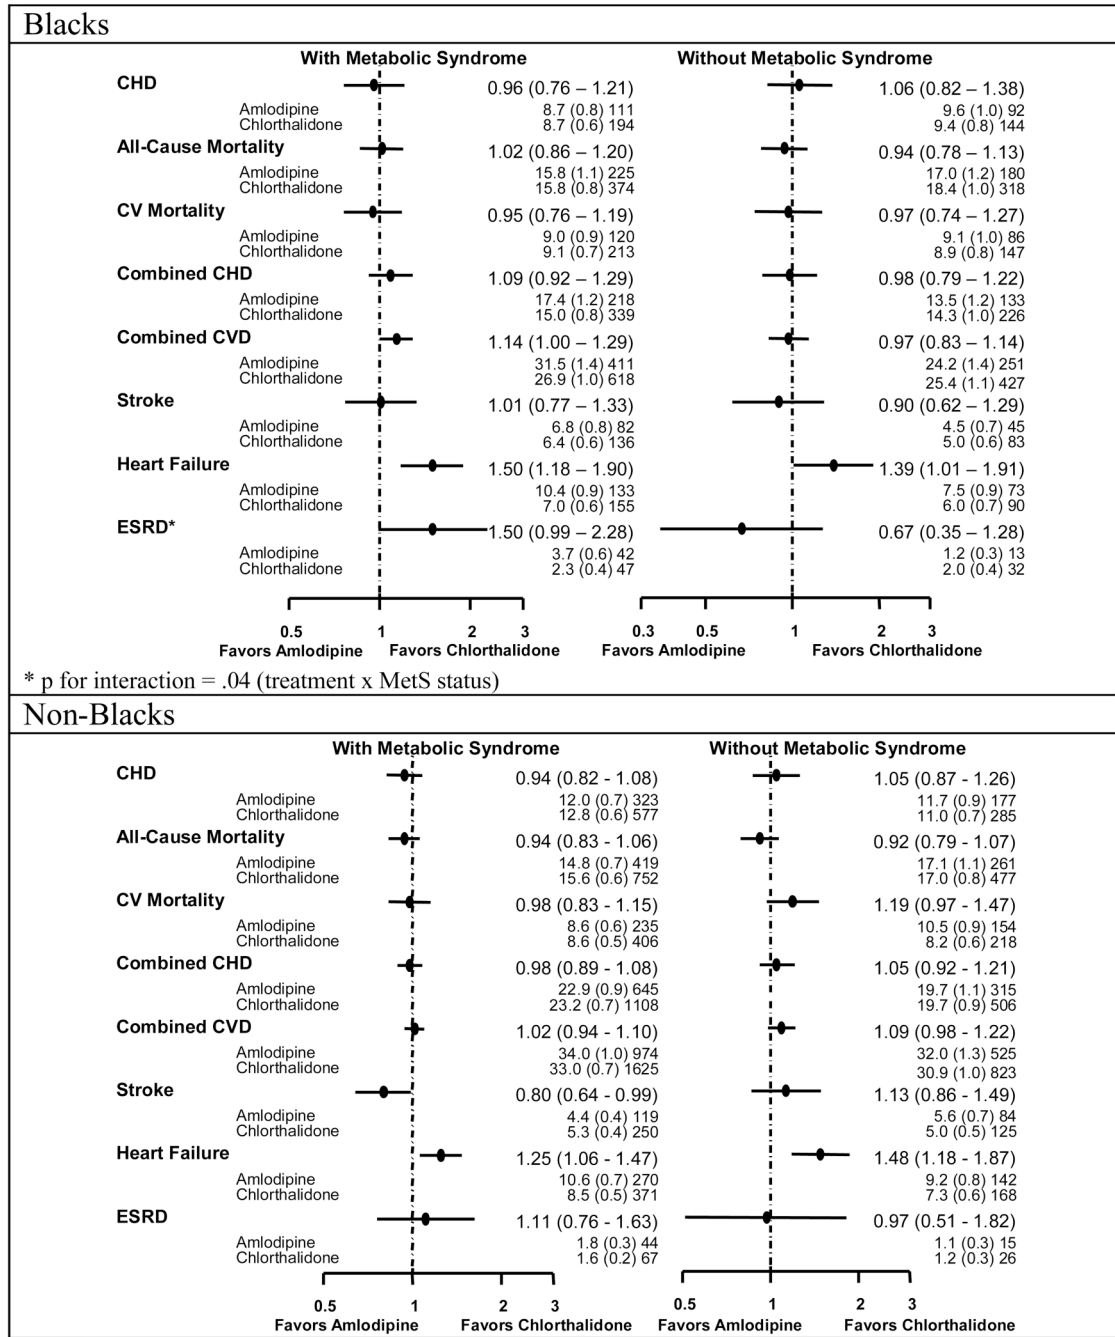 Blacks
With Metabolic Syndrome Without Metabolic Syndrome
CHD 0.96 (0.76 – 1.21) 1.06 (0.82 – 1.38)
Amlodipine 8.7 (0.8) 111 9.6 (1.0) 92
Chlorthalidone 8.7 (0.6) 194 9.4 (0.8) 144
All-Cause Mortality 1.02 (0.86 – 1.20) 0.94 (0.78 – 1.13)
Amlodipine 15.8 (1.1) 225 17.0 (1.2) 180
Chlorthalidone 15.8 (0.8) 374 18.4 (1.0) 318
CV Mortality 0.95 (0.76 – 1.19) 0.97 (0.74 – 1.27)
Amlodipine 9.0 (0.9) 120 9.1 (1.0) 86
Chlorthalidone 9.1 (0.7) 213 8.9 (0.8) 147
Combined CHD 1.09 (0.92 – 1.29) 0.98 (0.79 – 1.22)
Amlodipine 17.4 (1.2) 218 13.5 (1.2) 133
Chlorthalidone 15.0 (0.8) 339 14.3 (1.0) 226
Combined CVD 1.14 (1.00 – 1.29) 0.97 (0.83 – 1.14)
Amlodipine 31.5 (1.4) 411 24.2 (1.4) 251
Chlorthalidone 26.9 (1.0) 618 25.4 (1.1) 427
Stroke 1.01 (0.77 – 1.33) 0.90 (0.62 – 1.29)
Amlodipine 6.8 (0.8) 82 4.5 (0.7) 45
Chlorthalidone 6.4 (0.6) 136 5.0 (0.6) 83
Heart Failure 1.50 (1.18 – 1.90) 1.39 (1.01 – 1.91)
Amlodipine 10.4 (0.9) 133 7.5 (0.9) 73
Chlorthalidone 7.0 (0.6) 155 6.0 (0.7) 90
ESRD* 1.50 (0.99 – 2.28) 0.67 (0.35 – 1.28)
Amlodipine 3.7 (0.6) 42 1.2 (0.3) 13
Chlorthalidone 2.3 (0.4) 47 2.0 (0.4) 32
0.5 1 2 3 0.3 0.5 1 2 3
Favors Amlodipine Favors Chlorthalidone Favors Amlodipine Favors Chlorthalidone
* p for interaction = .04 (treatment x MetS status)
Non-Blacks
With Metabolic Syndrome Without Metabolic Syndrome
CHD 0.94 (0.82 - 1.08) 1.05 (0.87 - 1.26)
Amlodipine 12.0 (0.7) 323 11.7 (0.9) 177
Chlorthalidone 12.8 (0.6) 577 11.0 (0.7) 285
All-Cause Mortality 0.94 (0.83 - 1.06) 0.92 (0.79 - 1.07)
Amlodipine 14.8 (0.7) 419 17.1 (1.1) 261
Chlorthalidone 15.6 (0.6) 752 17.0 (0.8) 477
CV Mortality 0.98 (0.83 - 1.15) 1.19 (0.97 - 1.47)
Amlodipine 8.6 (0.6) 235 10.5 (0.9) 154
Chlorthalidone 8.6 (0.5) 406 8.2 (0.6) 218
Combined CHD 0.98 (0.89 - 1.08) 1.05 (0.92 - 1.21)
Amlodipine 22.9 (0.9) 645 19.7 (1.1) 315
Chlorthalidone 23.2 (0.7) 1108 19.7 (0.9) 506
Combined CVD 1.02 (0.94 - 1.10) 1.09 (0.98 - 1.22)
Amlodipine 34.0 (1.0) 974 32.0 (1.3) 525
Chlorthalidone 33.0 (0.7) 1625 30.9 (1.0) 823
Stroke 0.80 (0.64 - 0.99) 1.13 (0.86 - 1.49)
Amlodipine 4.4 (0.4) 119 5.6 (0.7) 84
Chlorthalidone 5.3 (0.4) 250 5.0 (0.5) 125
Heart Failure 1.25 (1.06 - 1.47) 1.48 (1.18 - 1.87)
Amlodipine 10.6 (0.7) 270 9.2 (0.8) 142
Chlorthalidone 8.5 (0.5) 371 7.3 (0.6) 168
ESRD 1.11 (0.76 - 1.63) 0.97 (0.51 - 1.82)
Amlodipine 1.8 (0.3) 44 1.1 (0.3) 15
Chlorthalidone 1.6 (0.2) 67 1.2 (0.3) 26
0.5 1 2 3 0.5 1 2 3
Favors Amlodipine Favors Chlorthalidone Favors Amlodipine Favors Chlorthalidone